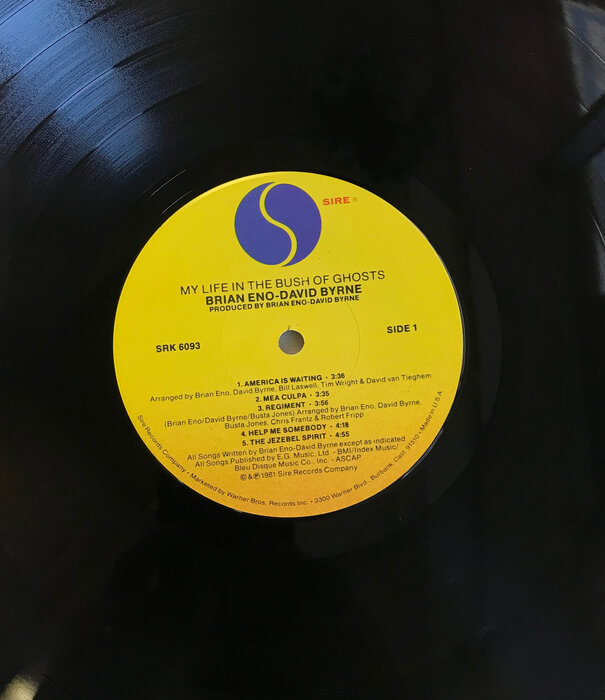 SIRE ®
MY LIFE IN THE BUSH OF GHOSTS
BRIAN ENO-DAVID BYRNE
PRODUCED BY BRIAN ENO-DAVID BYRNE
SRK 6093
SIDE 1
1. AMERICA IS WAITING · 3:36
Arranged by Brian Eno, David Byrne, Bill Laswell, Tim Wright & David van Tieghem
2. MEA CULPA · 3:35
3. REGIMENT · 3:56
(Brian Eno/David Byrne/Busta Jones) Arranged by Brian Eno, David Byrne,
Busta Jones, Chris Frantz & Robert Fripp
4. HELP ME SOMEBODY · 4:18
5. THE JEZEBEL SPIRIT · 4:55
All Songs Written by Brian Eno-David Byrne except as indicated
All Songs Published by E.G. Music, Ltd. - BMI/Index Music/
Bleu Disque Music Co., Inc. - ASCAP
©&℗1981 Sire Records Company
Sire Records Company · Marketed by Warner Bros. Records Inc. · 3300 Warner Blvd., Burbank, Calif. 91010 · Made in U.S.A.